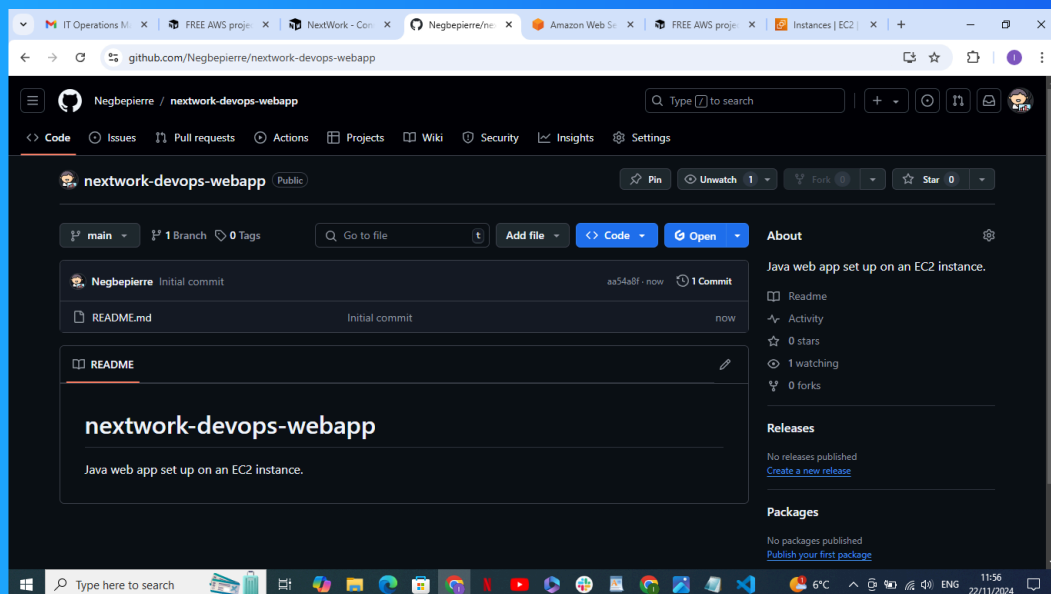 IT Operations Ma
FREE AWS proje
NextWork - Con
Negbepierre/ne
Amazon Web Se
FREE AWS proje
Instances | EC2 |
github.com/Negbepierre/nextwork-devops-webapp
I
Negbepierre / nextwork-devops-webapp
Type / to search
Code Issues Pull requests Actions Projects Wiki Security Insights Settings
nextwork-devops-webapp Public
Pin Unwatch 1 Fork 0 Star 0
main 1 Branch 0 Tags Go to file t Add file Code Open
Negbepierre Initial commit aa54a8f · now 1 Commit
README.md Initial commit now
README
nextwork-devops-webapp
Java web app set up on an EC2 instance.
About
Java web app set up on an EC2 instance.
Readme
Activity
0 stars
1 watching
0 forks
Releases
No releases published
Create a new release
Packages
No packages published
Publish your first package
Type here to search
6°C
ENG
11:56
22/11/2024